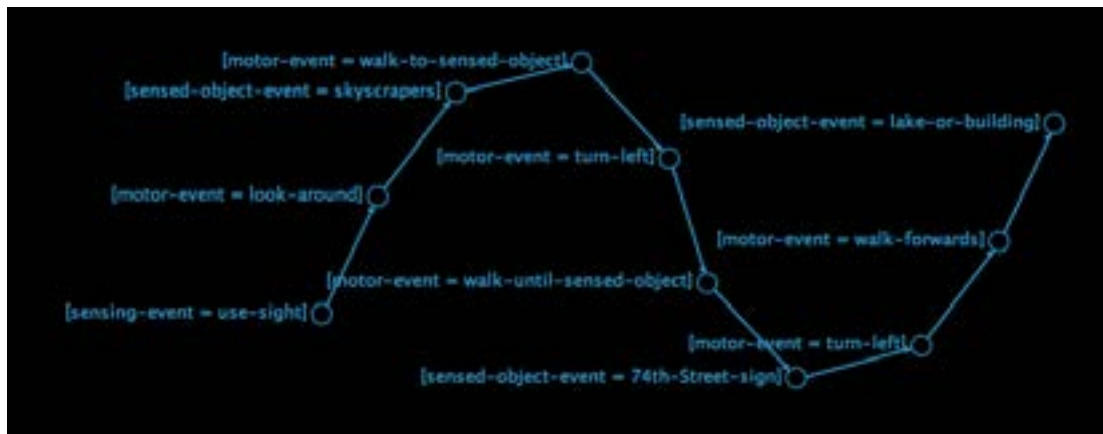 [motor-event = walk-to-sensed-object]
[sensed-object-event = skyscrapers]
[sensed-object-event = lake-or-building]
[motor-event = turn-left]
[motor-event = look-around]
[motor-event = walk-forwards]
[motor-event = walk-until-sensed-object]
[sensing-event = use-sight]
[motor-event = turn-left]
[sensed-object-event = 74th-Street-sign]